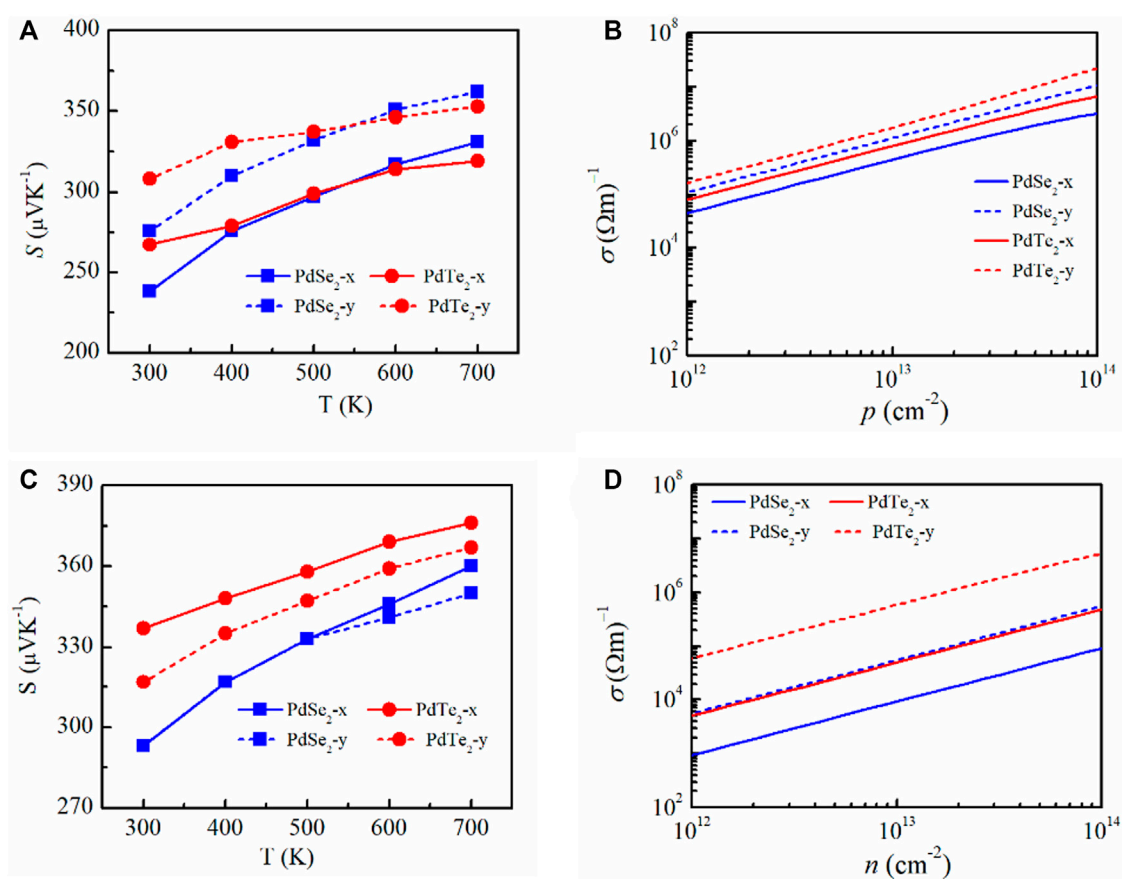 A
400
350
300
250
200
S (μVK⁻¹)
PdSe₂-x PdTe₂-x
PdSe₂-y PdTe₂-y
300 400 500 600 700
T (K)
B
10⁸
10⁶
10⁴
10²
σ (Ωm)⁻¹
PdSe₂-x
PdSe₂-y
PdTe₂-x
PdTe₂-y
10¹² 10¹³ 10¹⁴
p (cm⁻²)
C
390
360
330
300
270
S (μVK⁻¹)
PdSe₂-x PdTe₂-x
PdSe₂-y PdTe₂-y
300 400 500 600 700
T (K)
D
10⁸
10⁶
10⁴
10²
σ (Ωm)⁻¹
PdSe₂-x PdTe₂-x
PdSe₂-y PdTe₂-y
10¹² 10¹³ 10¹⁴
n (cm⁻²)